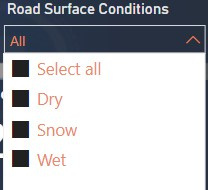 Road Surface Conditions
All
Select all
Dry
Snow
Wet